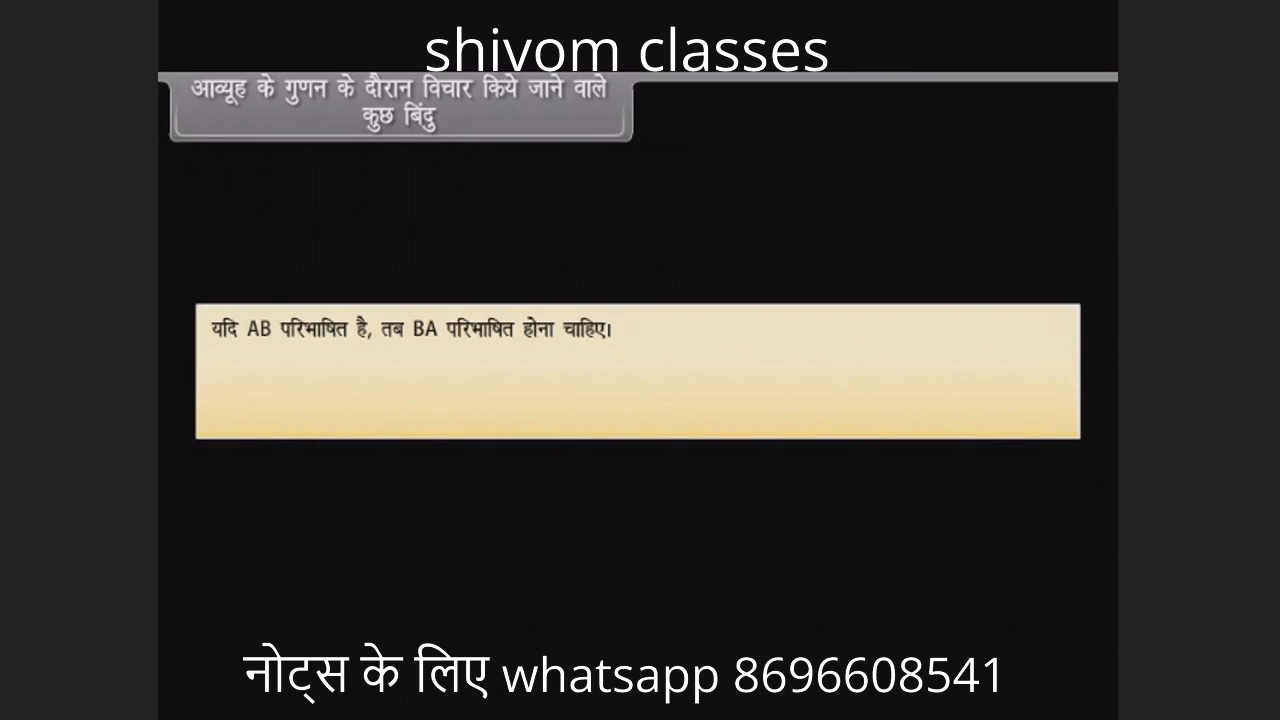 shivom classes
आव्यूह के गुणन के दौरान विचार किये जाने वाले
कुछ बिंदु
यदि AB परिभाषित है, तब BA परिभाषित होना चाहिए।
नोट्स के लिए whatsapp 8696608541